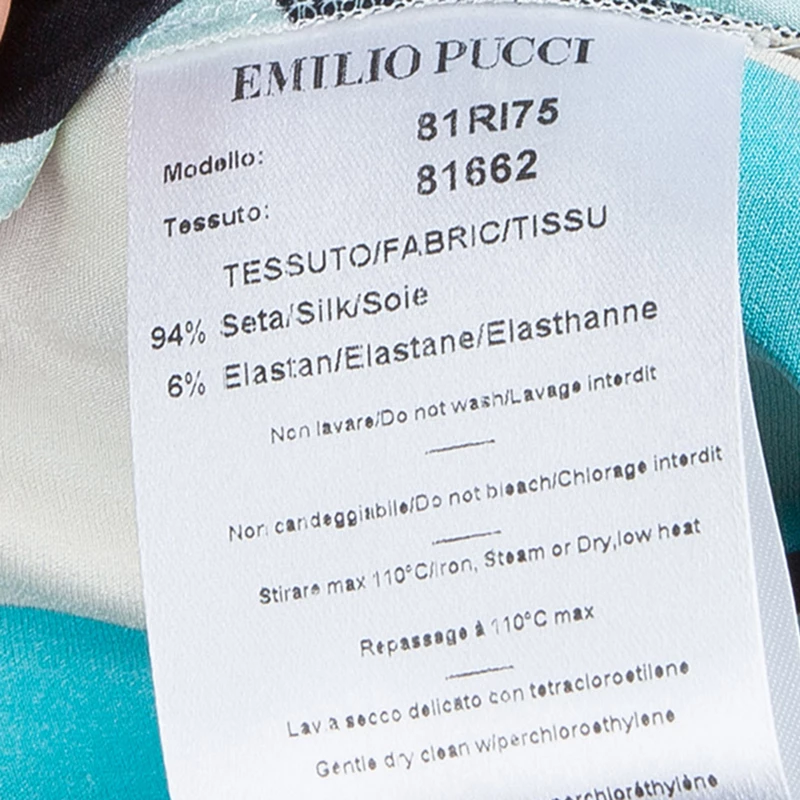 EMILIO PUCCI
Modello: 81RI75
Tessuto: 81662
TESSUTO/FABRIC/TISSU
94% Seta/Silk/Soie
6% Elastan/Elastane/Elasthanne
Non lavare/Do not wash/Lavage interdit
Non candeggiabile/Do not bleach/Chlorage interdit
Stirare max 110°C/Iron, Steam or Dry,low heat
Repassage à 110°C max
Lav a secco delicato con tetracloroetilene
Gentle dry clean w/perchloroethylene
perchloréthylène